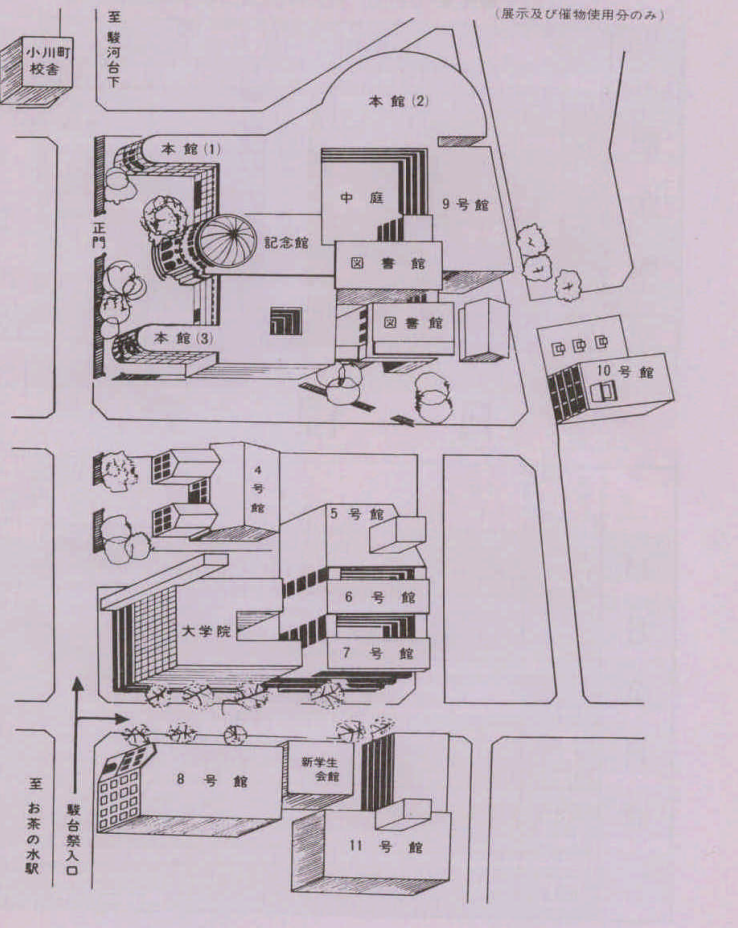 (展示及び催物使用分のみ)
至駿河台下
小川町
校舎
本館(2)
本館(1)
中庭
9号館
正門
記念館
図書館
図書館
本館(3)
10号館
4号館
5号館
6号館
大学院
7号館
8号館
新学生
会館
11号館
至お茶の水駅
駿台祭入口